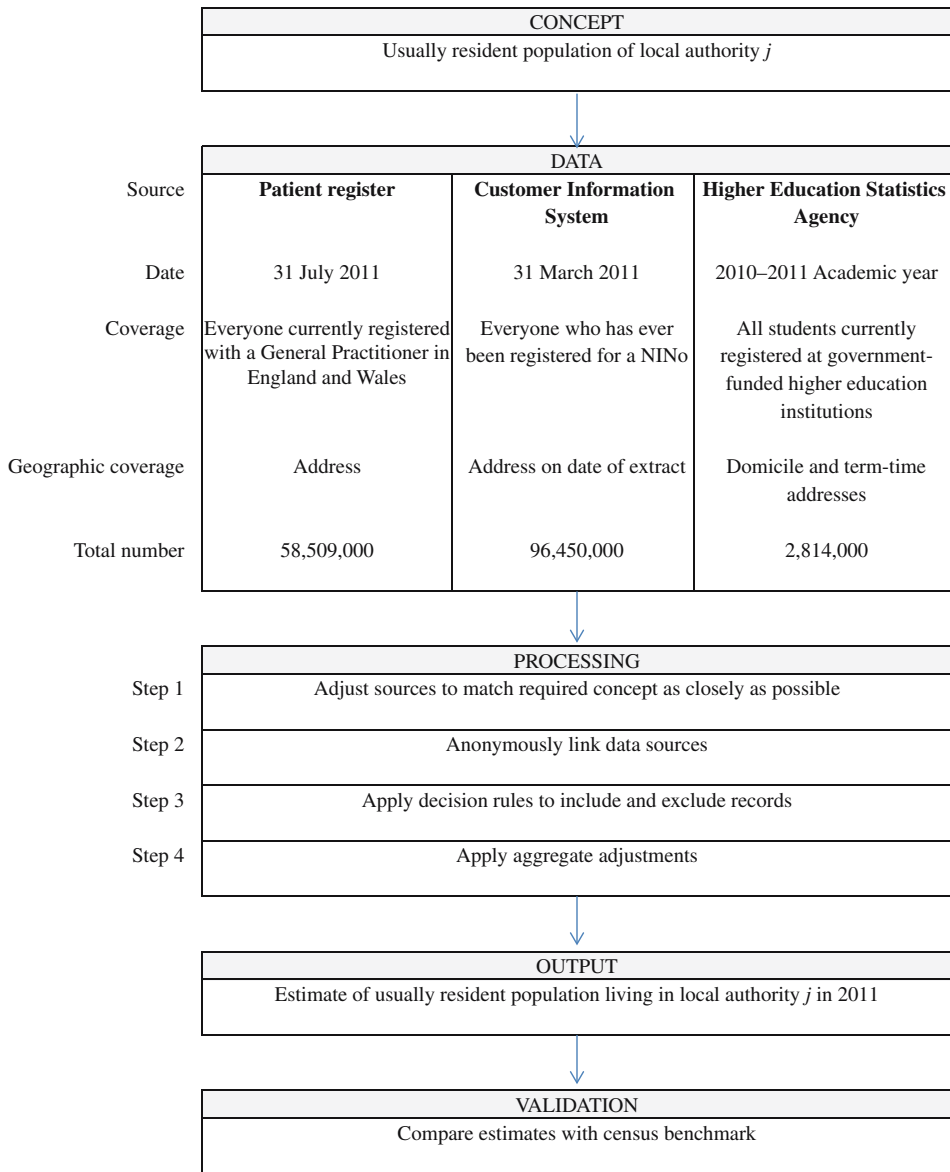 CONCEPT
Usually resident population of local authority j
DATA
Source
Patient register
Customer Information
System
Higher Education Statistics
Agency
Date
31 July 2011
31 March 2011
2010–2011 Academic year
Coverage
Everyone currently registered
with a General Practitioner in
England and Wales
Everyone who has ever
been registered for a NINo
All students currently
registered at government-
funded higher education
institutions
Geographic coverage
Address
Address on date of extract
Domicile and term-time
addresses
Total number
58,509,000
96,450,000
2,814,000
PROCESSING
Step 1
Adjust sources to match required concept as closely as possible
Step 2
Anonymously link data sources
Step 3
Apply decision rules to include and exclude records
Step 4
Apply aggregate adjustments
OUTPUT
Estimate of usually resident population living in local authority j in 2011
VALIDATION
Compare estimates with census benchmark